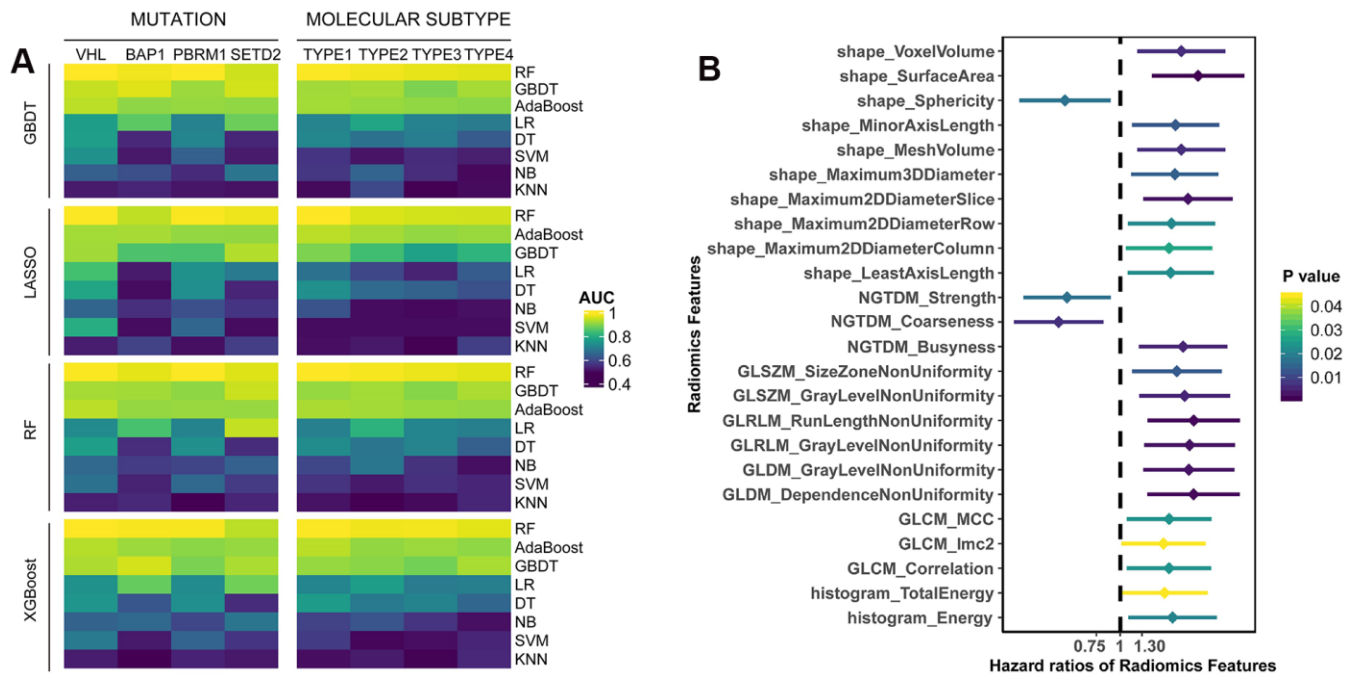 A
MUTATION MOLECULAR SUBTYPE
VHL BAP1 PBRM1 SETD2 TYPE1 TYPE2 TYPE3 TYPE4
GBDT
RF
GBDT
AdaBoost
LR
DT
SVM
NB
KNN
LASSO
RF
AdaBoost
GBDT
LR
DT
NB
SVM
KNN
RF
RF
GBDT
AdaBoost
LR
DT
NB
SVM
KNN
XGBoost
RF
AdaBoost
GBDT
LR
DT
NB
SVM
KNN
AUC
1
0.8
0.6
0.4
B
Radiomics Features
shape_VoxelVolume
shape_SurfaceArea
shape_Sphericity
shape_MinorAxisLength
shape_MeshVolume
shape_Maximum3DDiameter
shape_Maximum2DDiameterSlice
shape_Maximum2DDiameterRow
shape_Maximum2DDiameterColumn
shape_LeastAxisLength
NGTDM_Strength
NGTDM_Coarseness
NGTDM_Busyness
GLSZM_SizeZoneNonUniformity
GLSZM_GrayLevelNonUniformity
GLRLM_RunLengthNonUniformity
GLRLM_GrayLevelNonUniformity
GLDM_GrayLevelNonUniformity
GLDM_DependenceNonUniformity
GLCM_MCC
GLCM_Imc2
GLCM_Correlation
histogram_TotalEnergy
histogram_Energy
0.75 1 1.30
Hazard ratios of Radiomics Features
P value
0.04
0.03
0.02
0.01